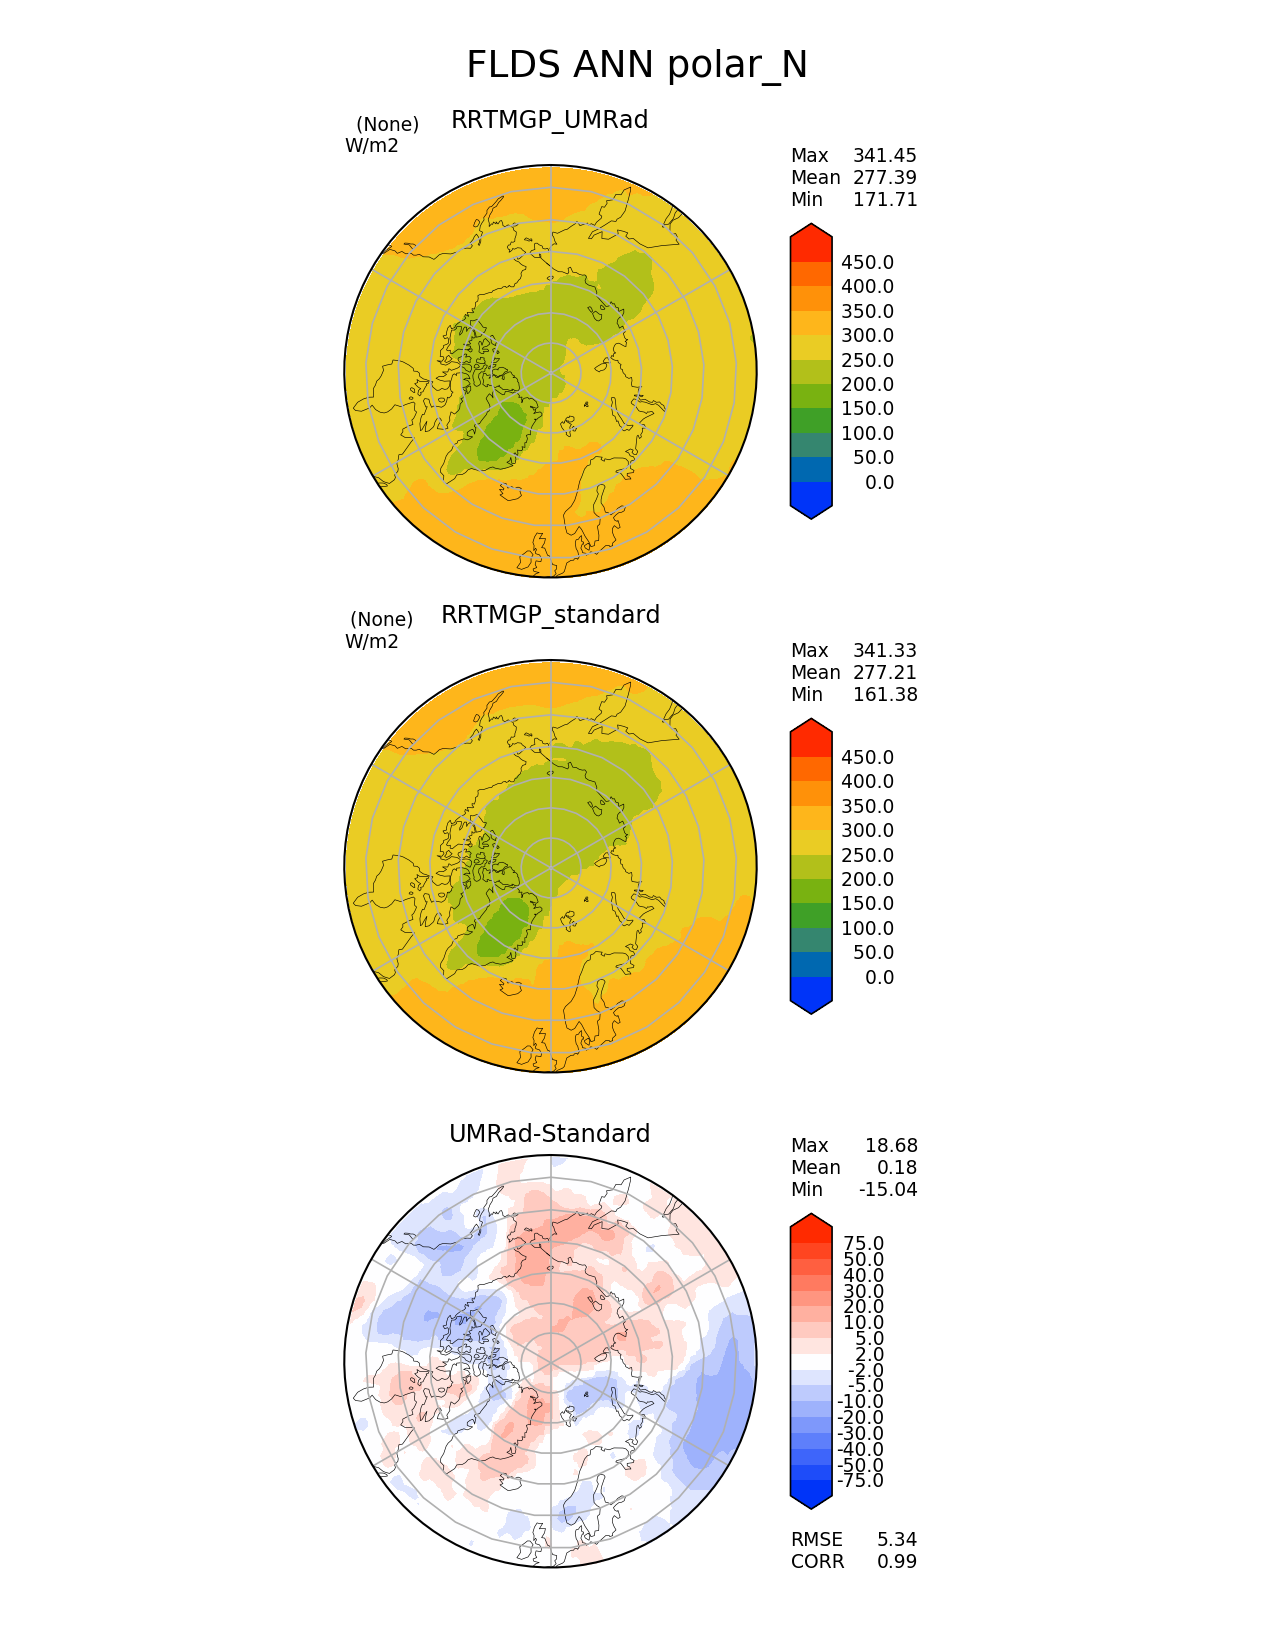 FLDS ANN polar_N
(None) RRTMGP_UMRad
W/m2
Max 341.45
Mean 277.39
Min 171.71
450.0
400.0
350.0
300.0
250.0
200.0
150.0
100.0
50.0
0.0
(None) RRTMGP_standard
W/m2
Max 341.33
Mean 277.21
Min 161.38
450.0
400.0
350.0
300.0
250.0
200.0
150.0
100.0
50.0
0.0
UMRad-Standard
Max 18.68
Mean 0.18
Min -15.04
75.0
50.0
40.0
30.0
20.0
10.0
5.0
2.0
-2.0
-5.0
-10.0
-20.0
-30.0
-40.0
-50.0
-75.0
RMSE 5.34
CORR 0.99